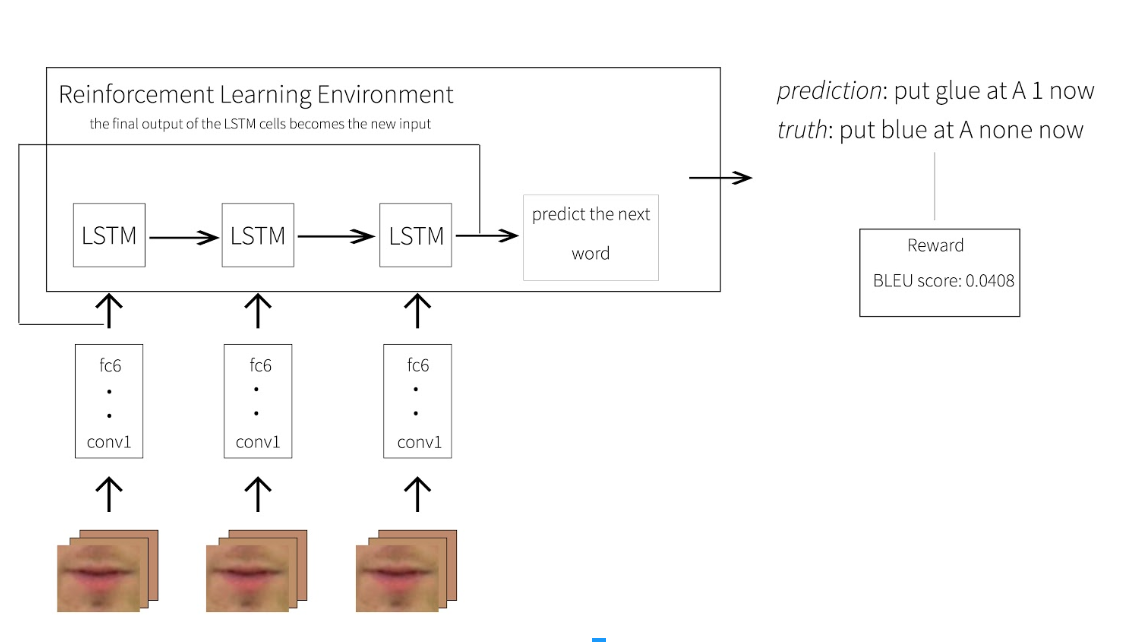 Reinforcement Learning Environment
the final output of the LSTM cells becomes the new input
LSTM
LSTM
LSTM
predict the next
word
fc6
conv1
fc6
conv1
fc6
conv1
prediction: put glue at A 1 now
truth: put blue at A none now
Reward
BLEU score: 0.0408